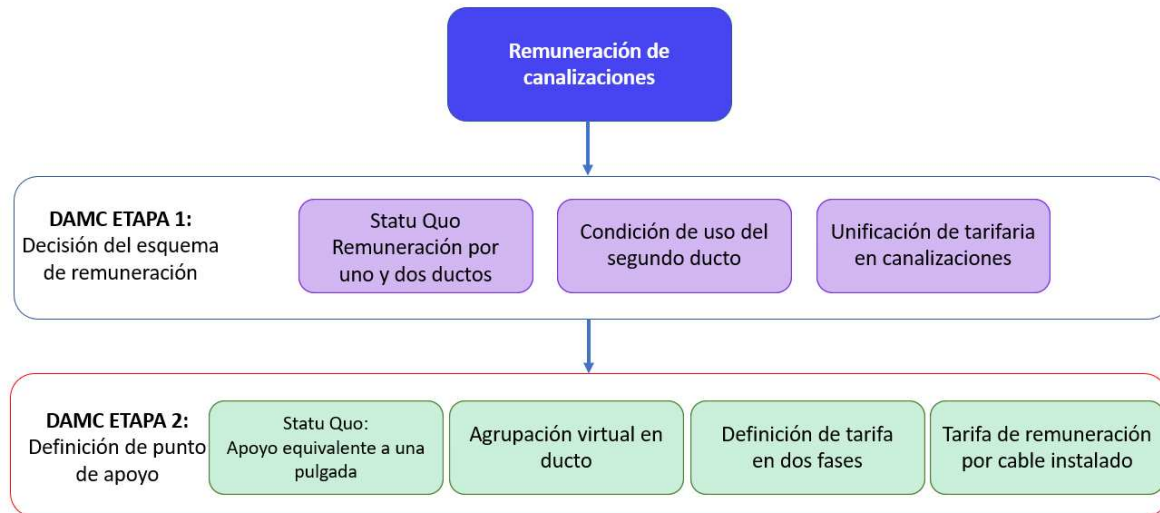 Remuneración de
canalizaciones
DAMC ETAPA 1:
Decisión del esquema
de remuneración
Statu Quo
Remuneración por
uno y dos ductos
Condición de uso del
segundo ducto
Unificación de tarifaria
en canalizaciones
DAMC ETAPA 2:
Definición de punto
de apoyo
Statu Quo:
Apoyo equivalente a una
pulgada
Agrupación virtual en
ducto
Definición de tarifa
en dos fases
Tarifa de remuneración
por cable instalado